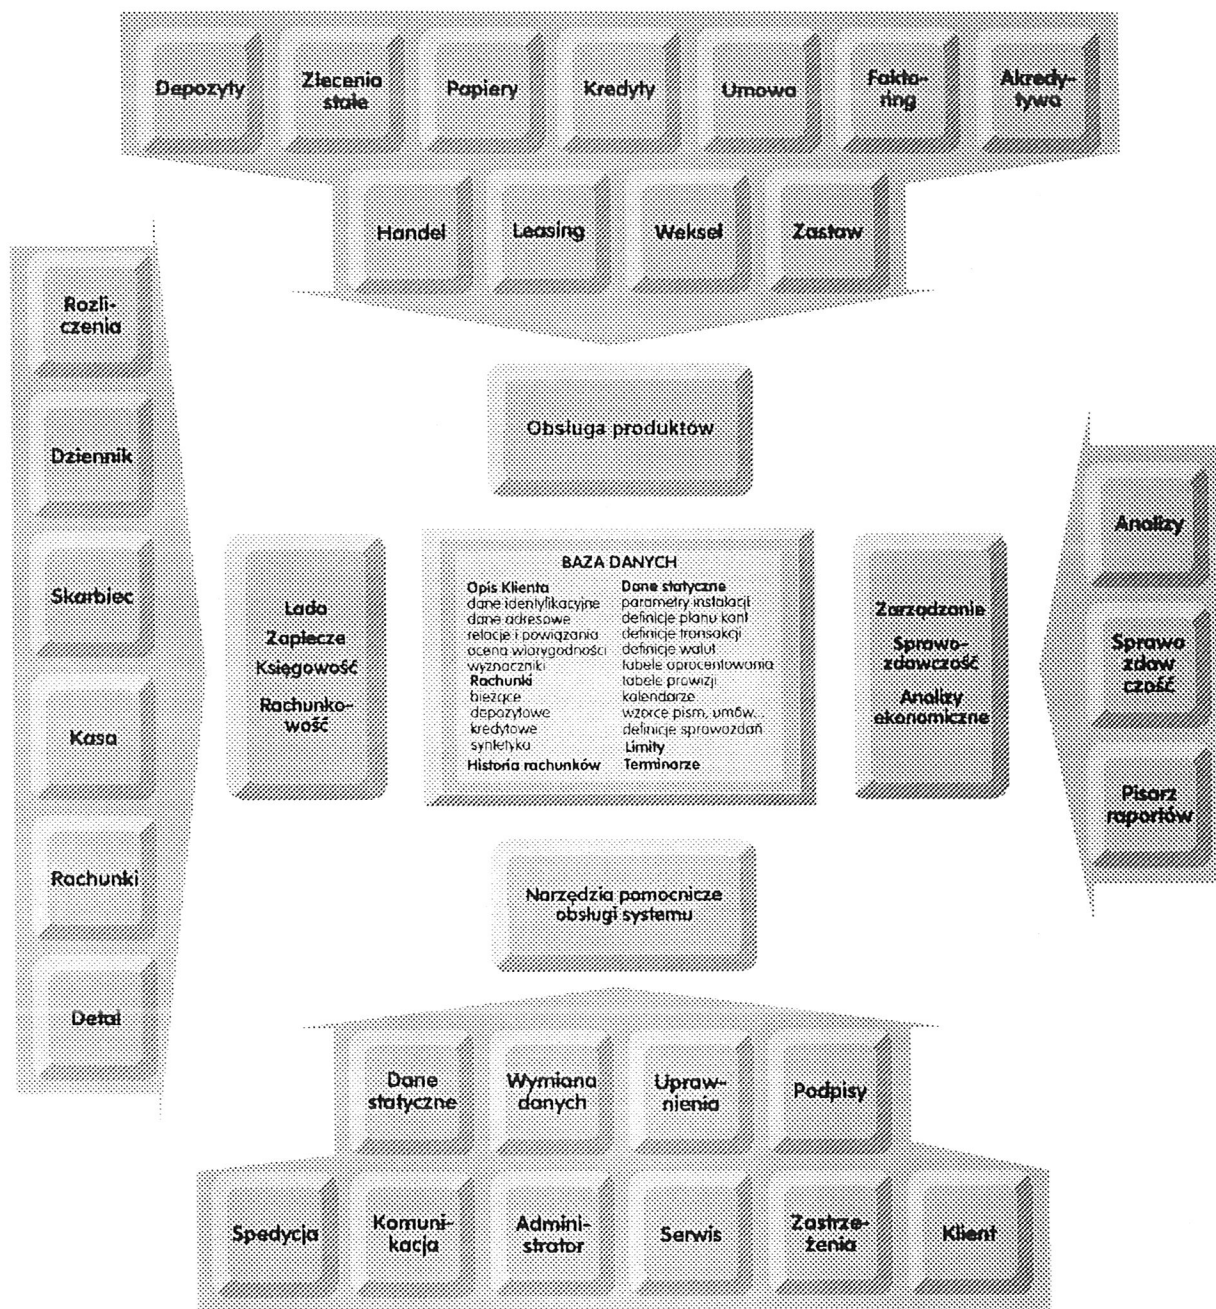 Depozyty
Zlecenia
stałe
Papiery
Kredyty
Umowa
Fakto-
ring
Akredy-
tywa
Handel
Leasing
Weksel
Zastaw
Rozli-
czenia
Dziennik
Skarbiec
Kasa
Rachunki
Detal
Obsługa produktów
Lada
Zaplecze
Księgowość
Rachunko-
wość
BAZA DANYCH
Opis Klienta
dane identyfikacyjne
dane adresowe
relacje i powiązania
ocena wiarygodności
wyznaczniki
Rachunki
bieżące
depozytowe
kredytowe
syntetyka
Historia rachunków
Dane statyczne
parametry instalacji
definicje planu kont
definicje transakcji
definicje walut
tabele oprocentowania
tabele prowizji
kalendarze
wzorce pism, umów...
definicje sprawozdań
Limity
Terminarze
Zarządzanie
Sprawo-
zdawczość
Analizy
ekonomiczne
Analizy
Sprawo
zdaw
czość
Pisarz
raportów
Narzędzia pomocnicze
obsługi systemu
Dane
statyczne
Wymiana
danych
Upraw-
nienia
Podpisy
Spedycja
Komuni-
kacja
Admini-
strator
Serwis
Zastrze-
żenia
Klient